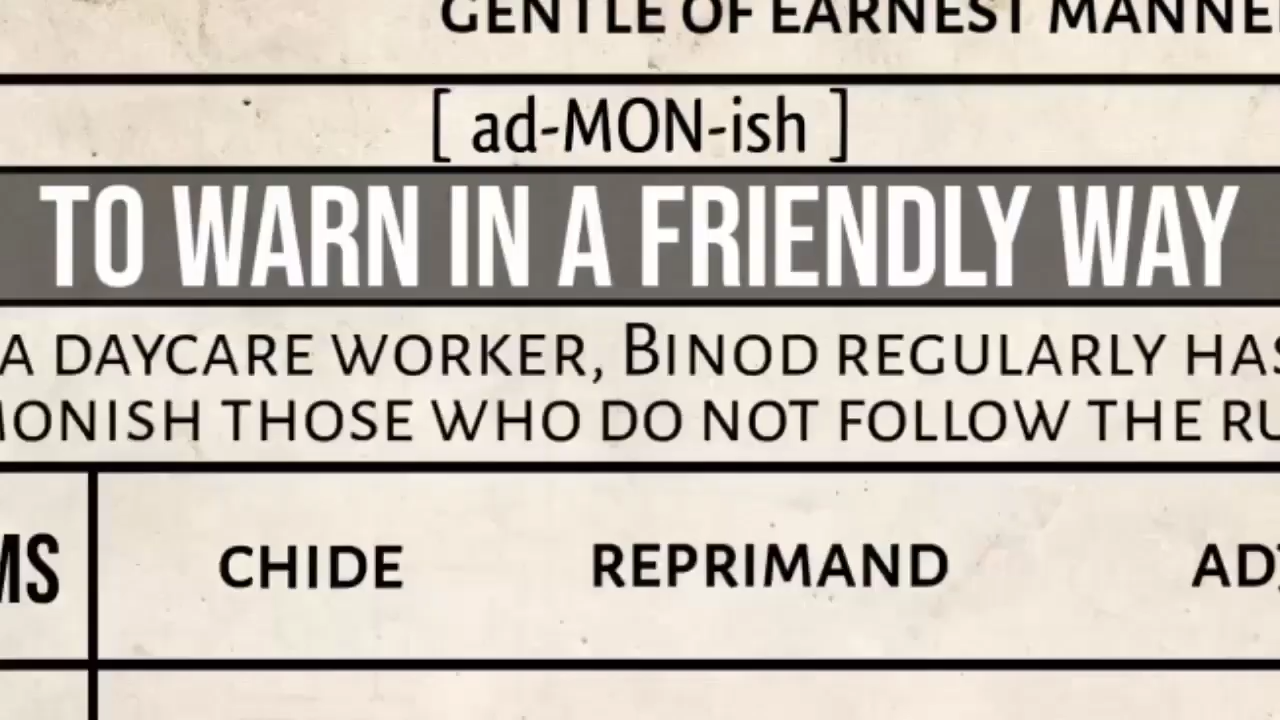 GENTLE OF EARNEST MANNE
[ ad-MON-ish ]
TO WARN IN A FRIENDLY WAY
A DAYCARE WORKER, BINOD REGULARLY HAS
MONISH THOSE WHO DO NOT FOLLOW THE RU
MS CHIDE REPRIMAND AD